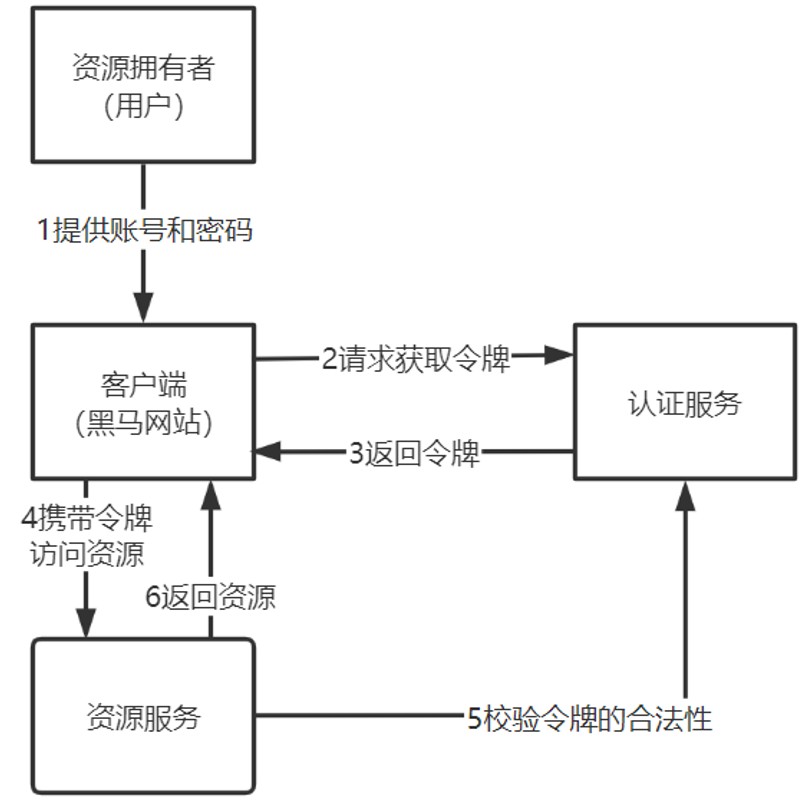 资源拥有者
（用户）
1提供账号和密码
客户端
（黑马网站）
2请求获取令牌
认证服务
3返回令牌
4携带令牌
访问资源
6返回资源
资源服务
5校验令牌的合法性